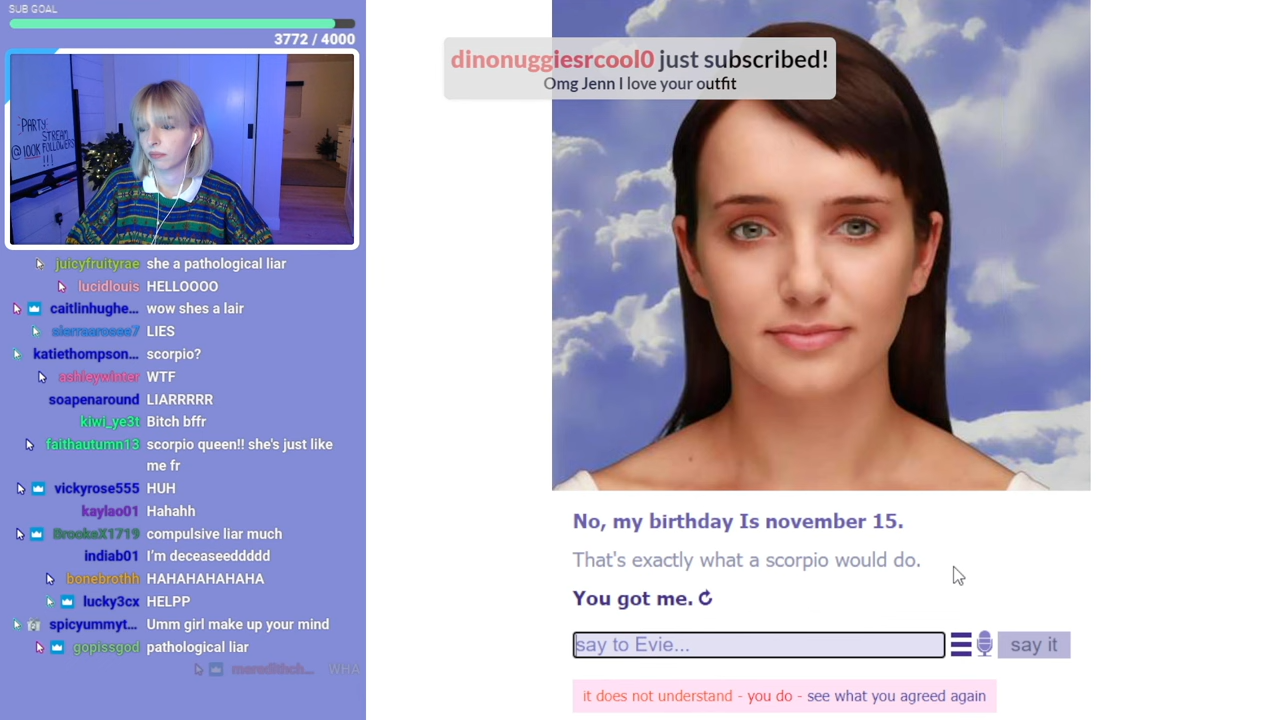 SUB GOAL
3772 / 4000
PARTY
STREAM
@100K FOLLOWERS
!!!
juicyfruityrae she a pathological liar
lucidlouis HELLOOOO
caitlinhughe... wow shes a lair
sierraarosee7 LIES
katiethompson... scorpio?
ashleywinter WTF
soapenaround LIARRRRR
kiwi_ye3t Bitch bffr
faithautumn13 scorpio queen!! she's just like
me fr
vickyrose555 HUH
kaylao01 Hahahh
BrookeX1719 compulsive liar much
indiab01 I'm deceaseeddddd
bonebrothh HAHAHAHAHAHA
lucky3cx HELPP
spicyummyt... Umm girl make up your mind
gopissgod pathological liar
meredithch... WHA
dinonuggiesrcool0 just subscribed!
Omg Jenn I love your outfit
No, my birthday Is november 15.
That's exactly what a scorpio would do.
You got me.
say to Evie...
say it
it does not understand - you do - see what you agreed again